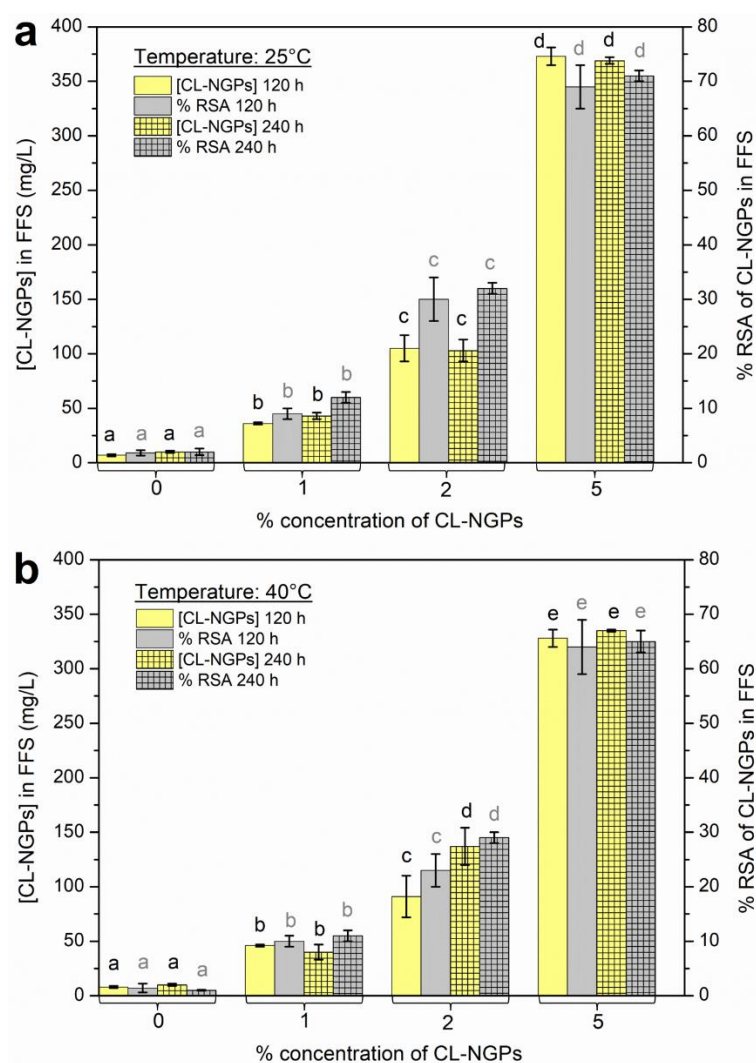 a
Temperature: 25°C
[CL-NGPs] 120 h
% RSA 120 h
[CL-NGPs] 240 h
% RSA 240 h
[CL-NGPs] in FFS (mg/L)
400
350
300
250
200
150
100
50
0
a a a a
b b b b
c c c c
d d d d
80
70
60
50
40
30
20
10
0
% RSA of CL-NGPs in FFS
0 1 2 5
% concentration of CL-NGPs
b
Temperature: 40°C
[CL-NGPs] 120 h
% RSA 120 h
[CL-NGPs] 240 h
% RSA 240 h
[CL-NGPs] in FFS (mg/L)
400
350
300
250
200
150
100
50
0
a a a a
b b b b
c c d d
e e e e
80
70
60
50
40
30
20
10
0
% RSA of CL-NGPs in FFS
0 1 2 5
% concentration of CL-NGPs